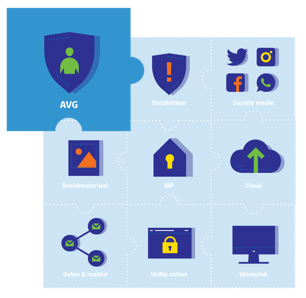 AVG
Datalekken
Sociale media
Beeldmateriaal
IBP
Cloud
Delen & mailen
Veilig online
Werkplek